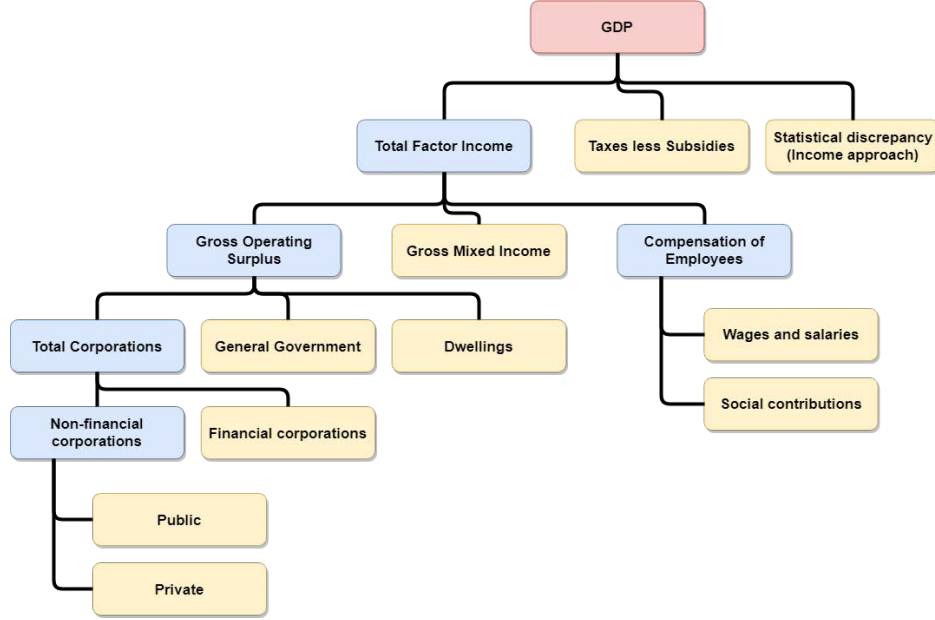 GDP
Total Factor Income
Taxes less Subsidies
Statistical discrepancy
(Income approach)
Gross Operating
Surplus
Gross Mixed Income
Compensation of
Employees
Total Corporations
General Government
Dwellings
Wages and salaries
Social contributions
Non-financial
corporations
Financial corporations
Public
Private